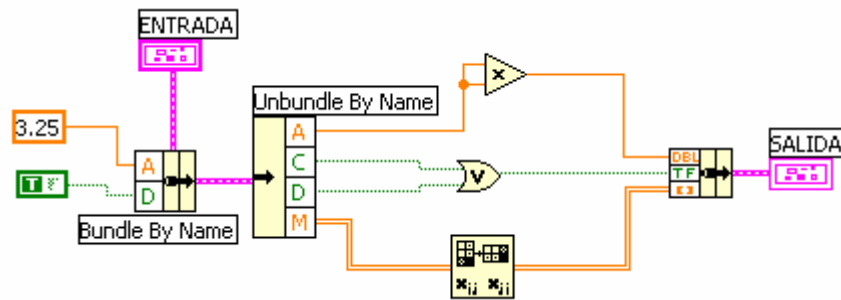 ENTRADA
Unbundle By Name
3.25
A
x
A
C
SALIDA
DBL
TF
[ ]
T F
D
V
D
M
Bundle By Name
x i j x j i